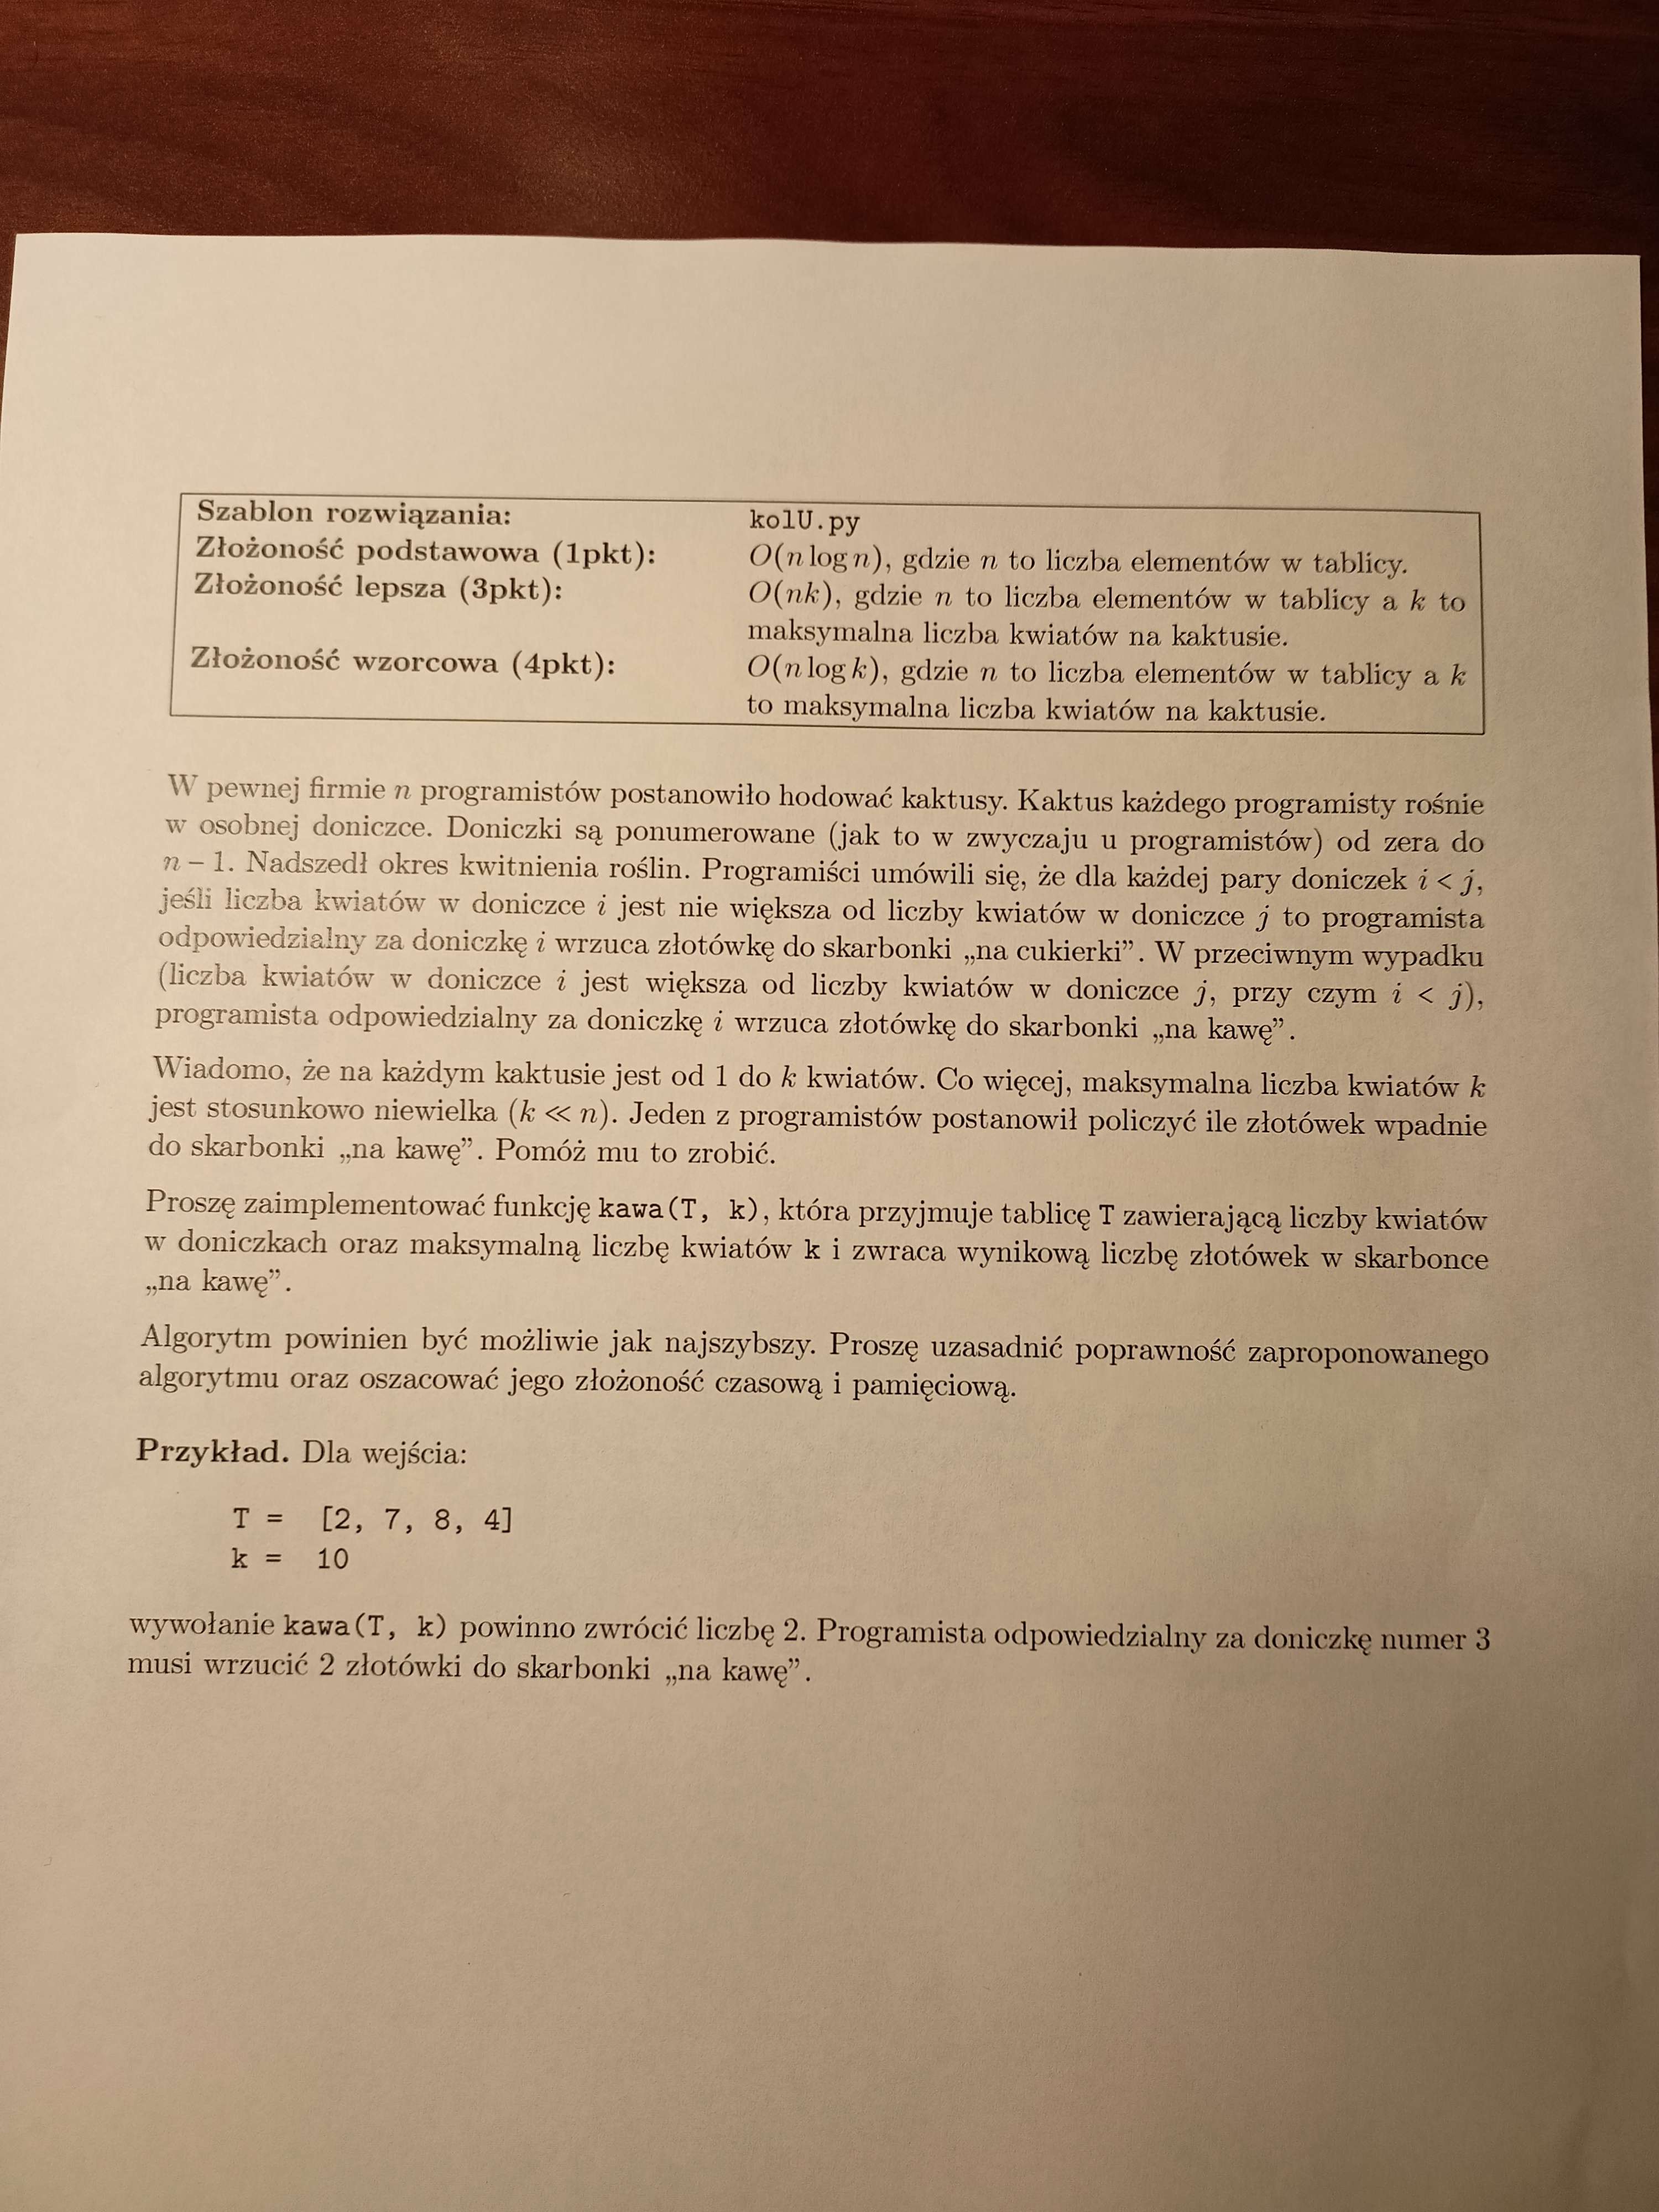 Szablon rozwiązania: kolU.py
Złożoność podstawowa (1pkt): O(n log n), gdzie n to liczba elementów w tablicy.
Złożoność lepsza (3pkt): O(nk), gdzie n to liczba elementów w tablicy a k to
maksymalna liczba kwiatów na kaktusie.
Złożoność wzorcowa (4pkt): O(n log k), gdzie n to liczba elementów w tablicy a k
to maksymalna liczba kwiatów na kaktusie.
W pewnej firmie n programistów postanowiło hodować kaktusy. Kaktus każdego programisty rośnie
w osobnej doniczce. Doniczki są ponumerowane (jak to w zwyczaju u programistów) od zera do
n – 1. Nadszedł okres kwitnienia roślin. Programiści umówili się, że dla każdej pary doniczek i < j,
jeśli liczba kwiatów w doniczce i jest nie większa od liczby kwiatów w doniczce j to programista
odpowiedzialny za doniczkę i wrzuca złotówkę do skarbonki „na cukierki”. W przeciwnym wypadku
(liczba kwiatów w doniczce i jest większa od liczby kwiatów w doniczce j, przy czym i < j),
programista odpowiedzialny za doniczkę i wrzuca złotówkę do skarbonki „na kawę”.
Wiadomo, że na każdym kaktusie jest od 1 do k kwiatów. Co więcej, maksymalna liczba kwiatów k
jest stosunkowo niewielka (k ≪ n). Jeden z programistów postanowił policzyć ile złotówek wpadnie
do skarbonki „na kawę”. Pomóż mu to zrobić.
Proszę zaimplementować funkcję kawa(T, k), która przyjmuje tablicę T zawierającą liczby kwiatów
w doniczkach oraz maksymalną liczbę kwiatów k i zwraca wynikową liczbę złotówek w skarbonce
„na kawę”.
Algorytm powinien być możliwie jak najszybszy. Proszę uzasadnić poprawność zaproponowanego
algorytmu oraz oszacować jego złożoność czasową i pamięciową.
Przykład. Dla wejścia:
T = [2, 7, 8, 4]
k = 10
wywołanie kawa(T, k) powinno zwrócić liczbę 2. Programista odpowiedzialny za doniczkę numer 3
musi wrzucić 2 złotówki do skarbonki „na kawę”.